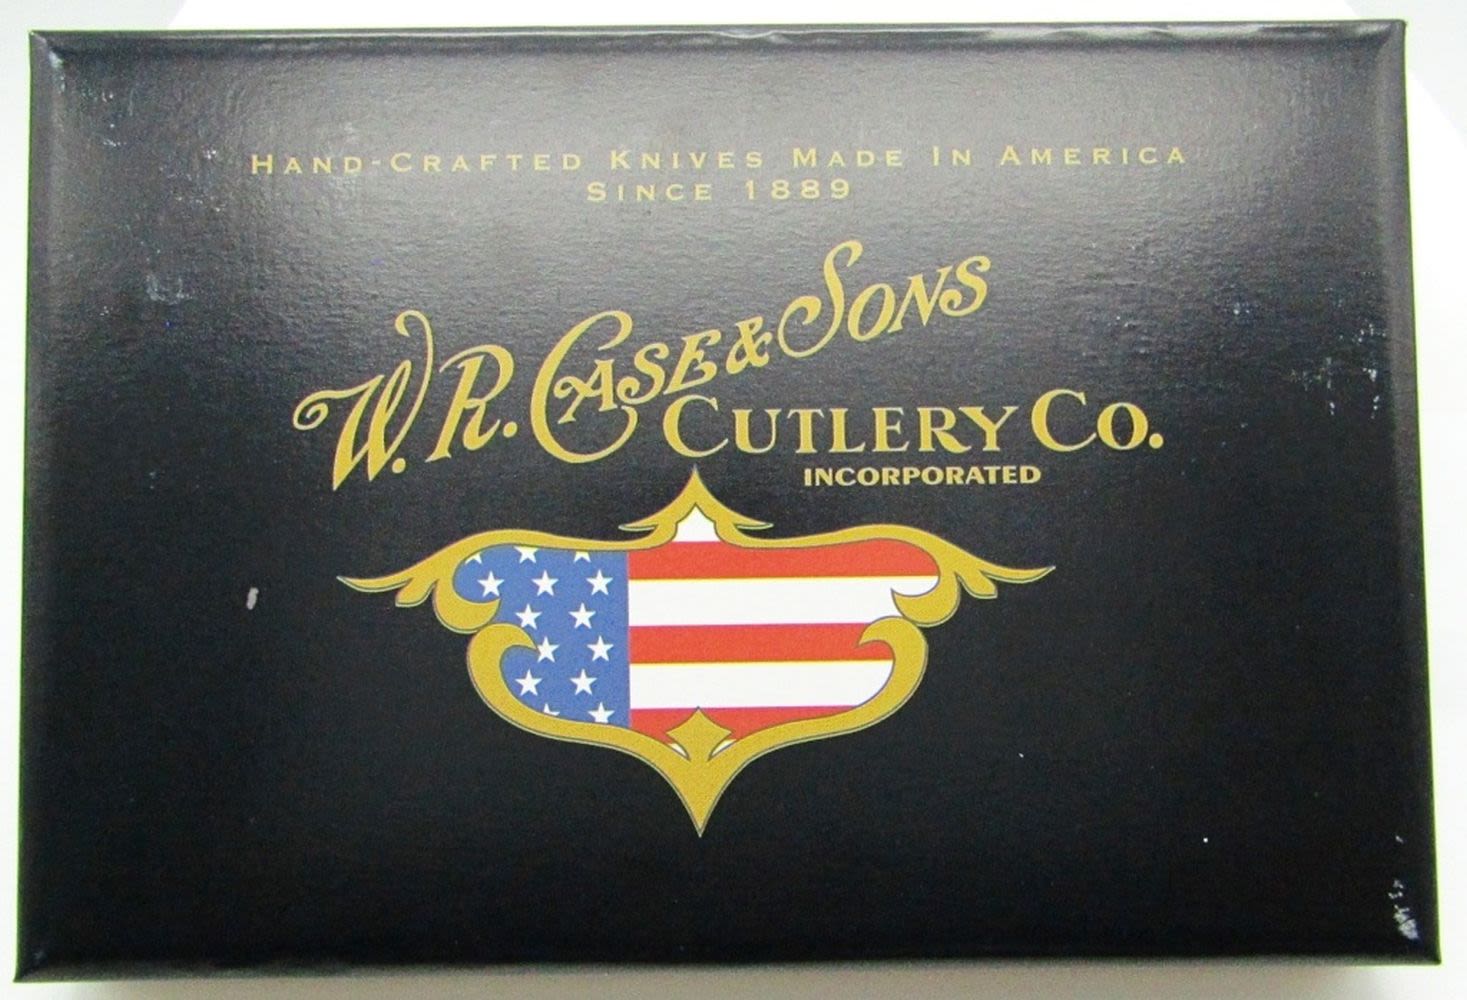 HAND-CRAFTED KNIVES MADE IN AMERICA
SINCE 1889
W.R. CASE & SONS
CUTLERY CO.
INCORPORATED